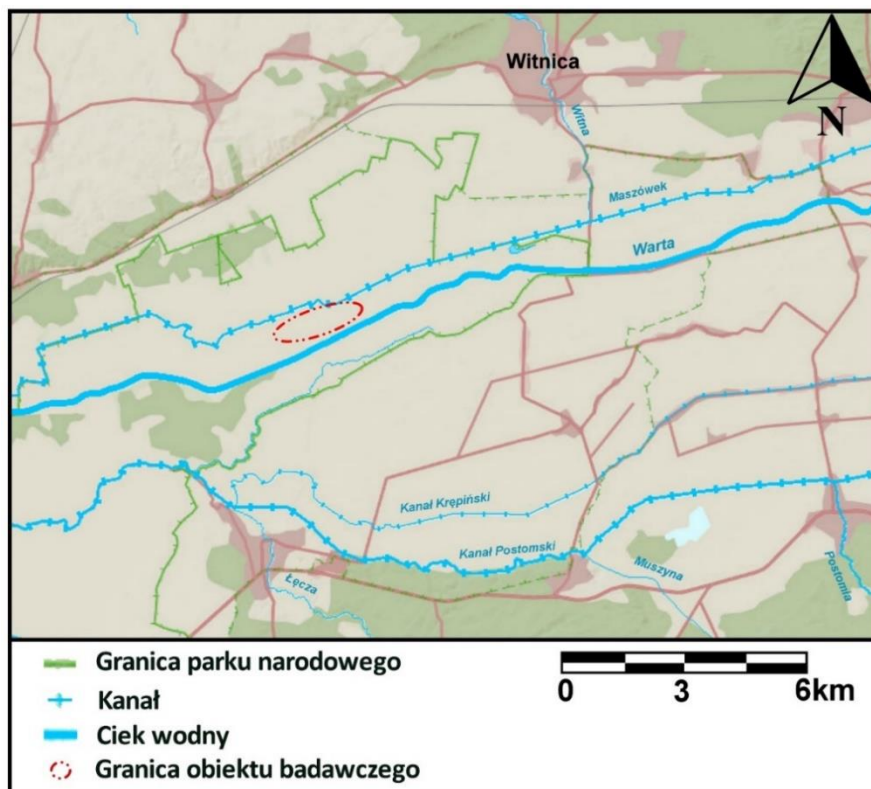 Witnica
N
Witna
Maszówek
Warta
Kanał Krępiński
Kanał Postomski
Muszyna
Postomia
Łęcza
Granica parku narodowego
Kanał
Ciek wodny
Granica obiektu badawczego
0 3 6km